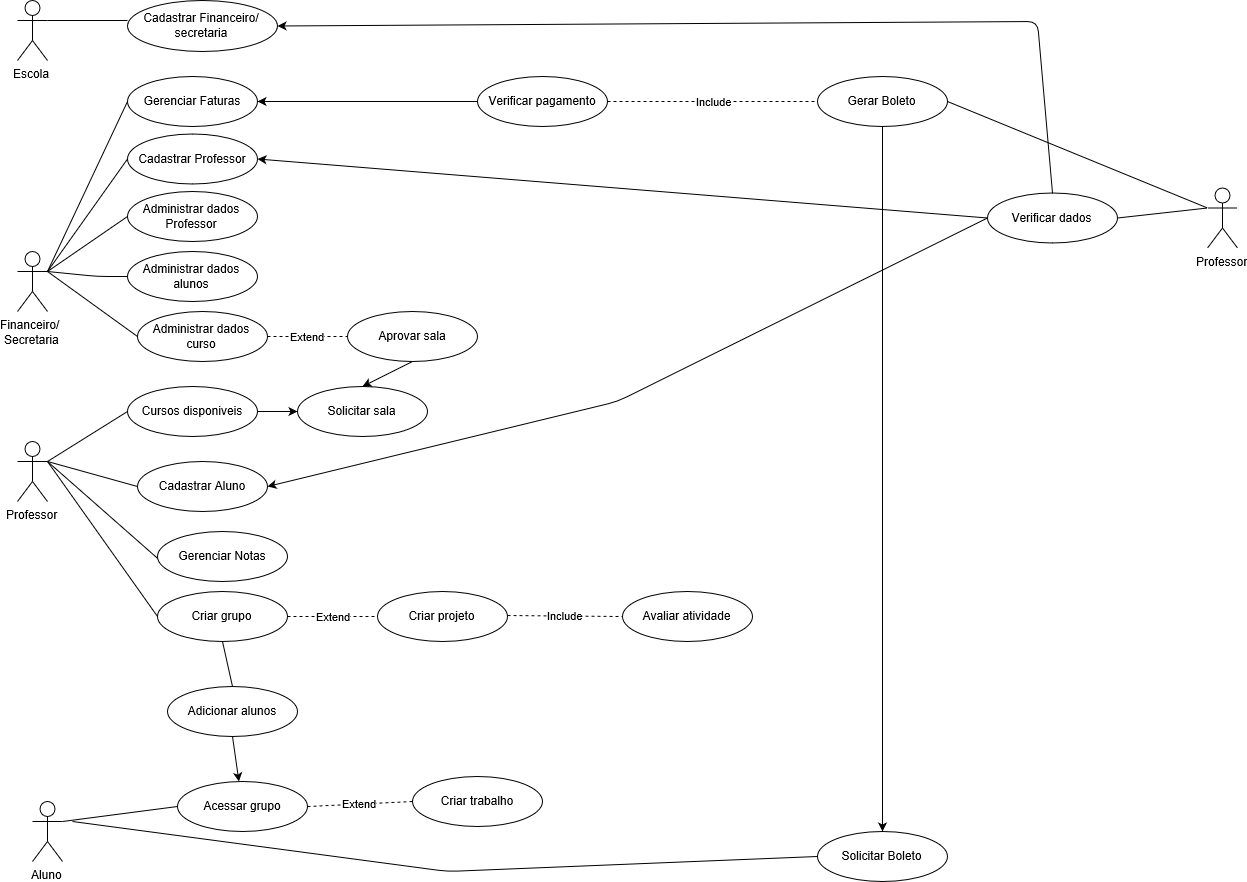 Cadastrar Financeiro/
secretaria
Escola
Gerenciar Faturas
Verificar pagamento
Include
Gerar Boleto
Cadastrar Professor
Administrar dados
Professor
Verificar dados
Professor
Administrar dados
alunos
Financeiro/
Secretaria
Administrar dados
curso
Extend
Aprovar sala
Cursos disponiveis
Solicitar sala
Professor
Cadastrar Aluno
Gerenciar Notas
Criar grupo
Extend
Criar projeto
Include
Avaliar atividade
Adicionar alunos
Acessar grupo
Extend
Criar trabalho
Aluno
Solicitar Boleto